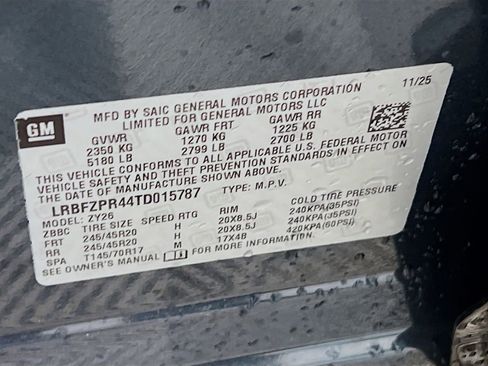 GM
11/25
MFD BY SAIC GENERAL MOTORS CORPORATION
LIMITED FOR GENERAL MOTORS LLC
GVWR GAWR FRT GAWR RR
2350 KG 1270 KG 1225 KG
5180 LB 2799 LB 2700 LB
THIS VEHICLE CONFORMS TO ALL APPLICABLE U.S. FEDERAL MOTOR
VEHICLE SAFETY AND THEFT PREVENTION STANDARDS IN EFFECT ON
THE DATE OF MANUFACTURE SHOWN ABOVE.
LRBFZPR44TD015787 TYPE: M.P.V.
MODEL: ZY26
ZBBC TIRE SIZE SPEED RTG RIM COLD TIRE PRESSURE
FRT 245/45R20 H 20X8.5J 240KPA(35PSI)
RR 245/45R20 H 20X8.5J 240KPA(35PSI)
SPA T145/70R17 M 17X4B 420KPA(60PSI)
SEE OWNER'S MANUAL